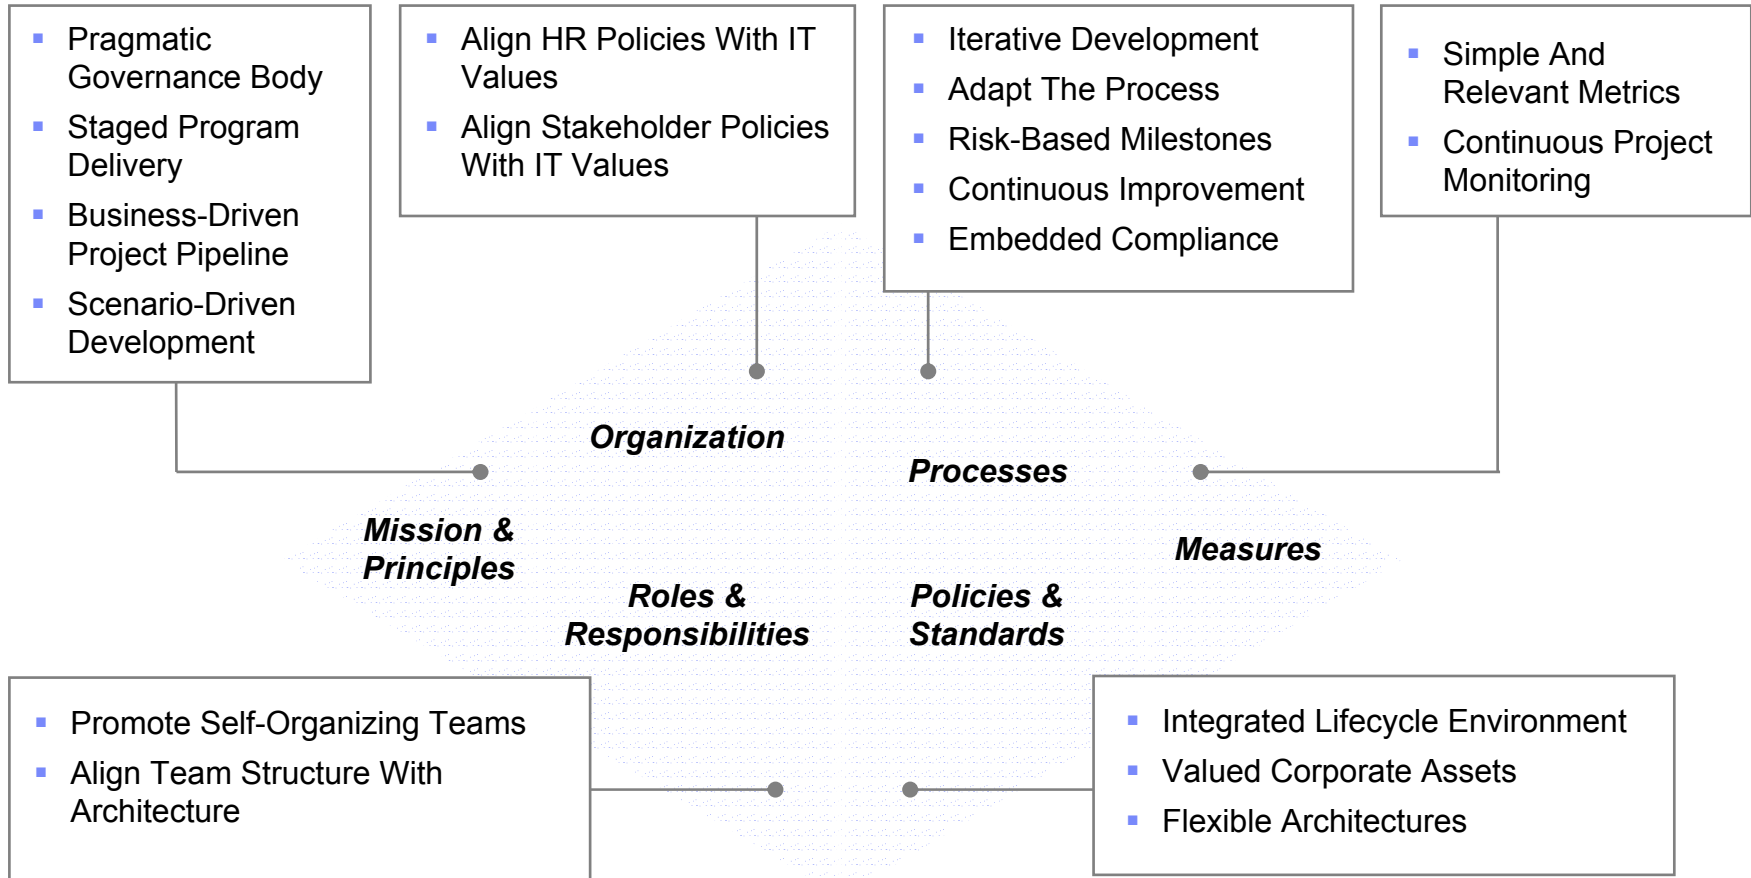 Pragmatic
Governance Body
Staged Program
Delivery
Business-Driven
Project Pipeline
Scenario-Driven
Development
Align HR Policies With IT
Values
Align Stakeholder Policies
With IT Values
Iterative Development
Adapt The Process
Risk-Based Milestones
Continuous Improvement
Embedded Compliance
Simple And
Relevant Metrics
Continuous Project
Monitoring
Organization
Processes
Mission &
Principles
Measures
Roles &
Responsibilities
Policies &
Standards
Promote Self-Organizing Teams
Align Team Structure With
Architecture
Integrated Lifecycle Environment
Valued Corporate Assets
Flexible Architectures